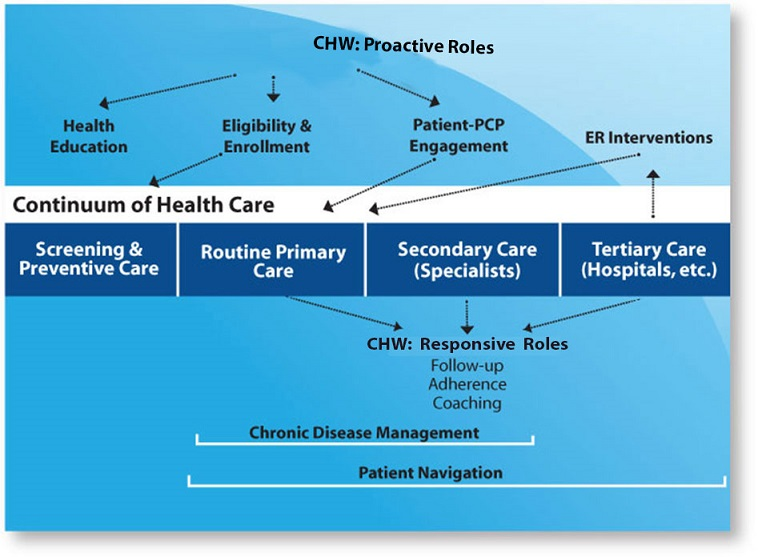 CHW: Proactive Roles
Health
Education
Eligibility &
Enrollment
Patient-PCP
Engagement
ER Interventions
Continuum of Health Care
Screening &
Preventive Care
Routine Primary
Care
Secondary Care
(Specialists)
Tertiary Care
(Hospitals, etc.)
CHW: Responsive Roles
Follow-up
Adherence
Coaching
Chronic Disease Management
Patient Navigation